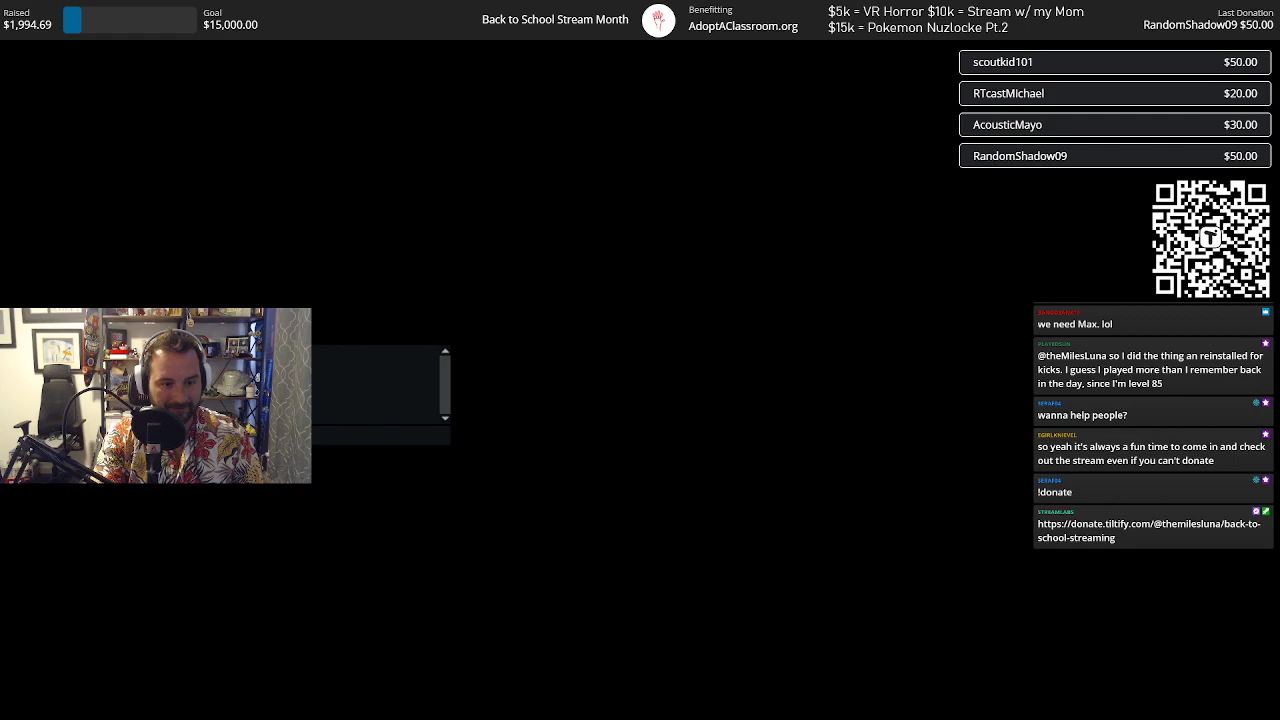 Raised
$1,994.69
Goal
$15,000.00
Back to School Stream Month
Benefitting
AdoptAClassroom.org
$5k = VR Horror $10k = Stream w/ my Mom
$15k = Pokemon Nuzlocke Pt.2
Last Donation
RandomShadow09 $50.00
scoutkid101 $50.00
RTcastMichael $20.00
AcousticMayo $30.00
RandomShadow09 $50.00
we need Max. lol
@theMilesLuna so I did the thing an reinstalled for
kicks. I guess I played more than I remember back
in the day, since I'm level 85
SERAF04
wanna help people?
EGIRLKNIEVEL
so yeah it's always a fun time to come in and check
out the stream even if you can't donate
SERAF04
!donate
STREAMLABS
https://donate.tiltify.com/@themilesluna/back-to-
school-streaming